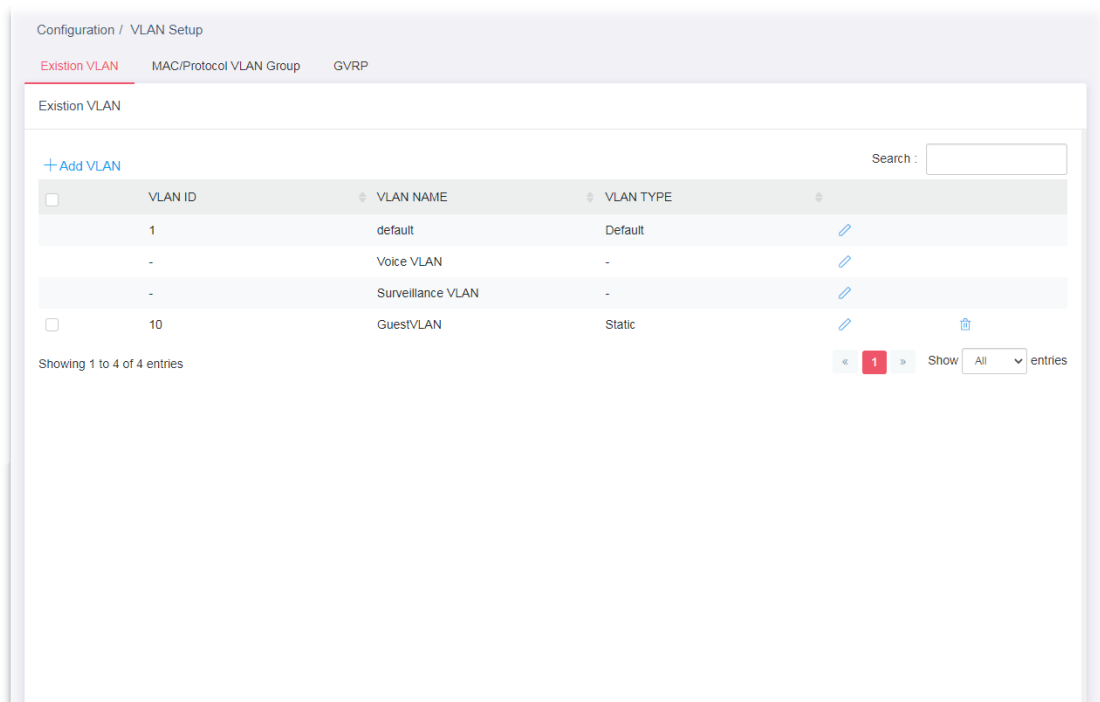 Configuration / VLAN Setup
Existion VLAN MAC/Protocol VLAN Group GVRP
Existion VLAN
+Add VLAN Search :
VLAN ID VLAN NAME VLAN TYPE
1 default Default
- Voice VLAN -
- Surveillance VLAN -
10 GuestVLAN Static
Showing 1 to 4 of 4 entries « 1 » Show All entries